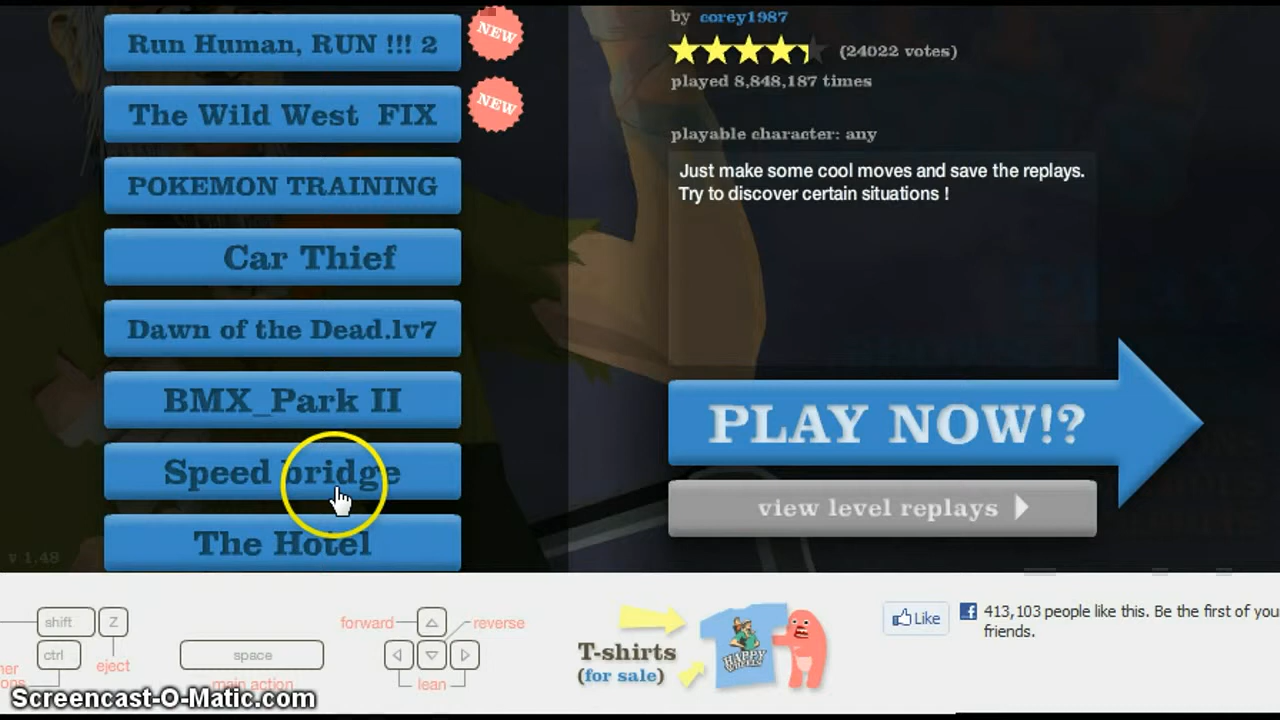 Run Human, RUN !!! 2
NEW
The Wild West FIX
NEW
POKEMON TRAINING
Car Thief
Dawn of the Dead.lv7
BMX_Park II
Speed bridge
The Hotel
v 1.48
by corey1987
(24022 votes)
played 8,848,187 times
playable character: any
Just make some cool moves and save the replays.
Try to discover certain situations !
PLAY NOW!?
view level replays
shift
Z
ctrl
eject
space
main action
forward
reverse
lean
T-shirts
(for sale)
HAPPY WHEELS
Like
413,103 people like this. Be the first of you
friends.
Screencast-O-Matic.com